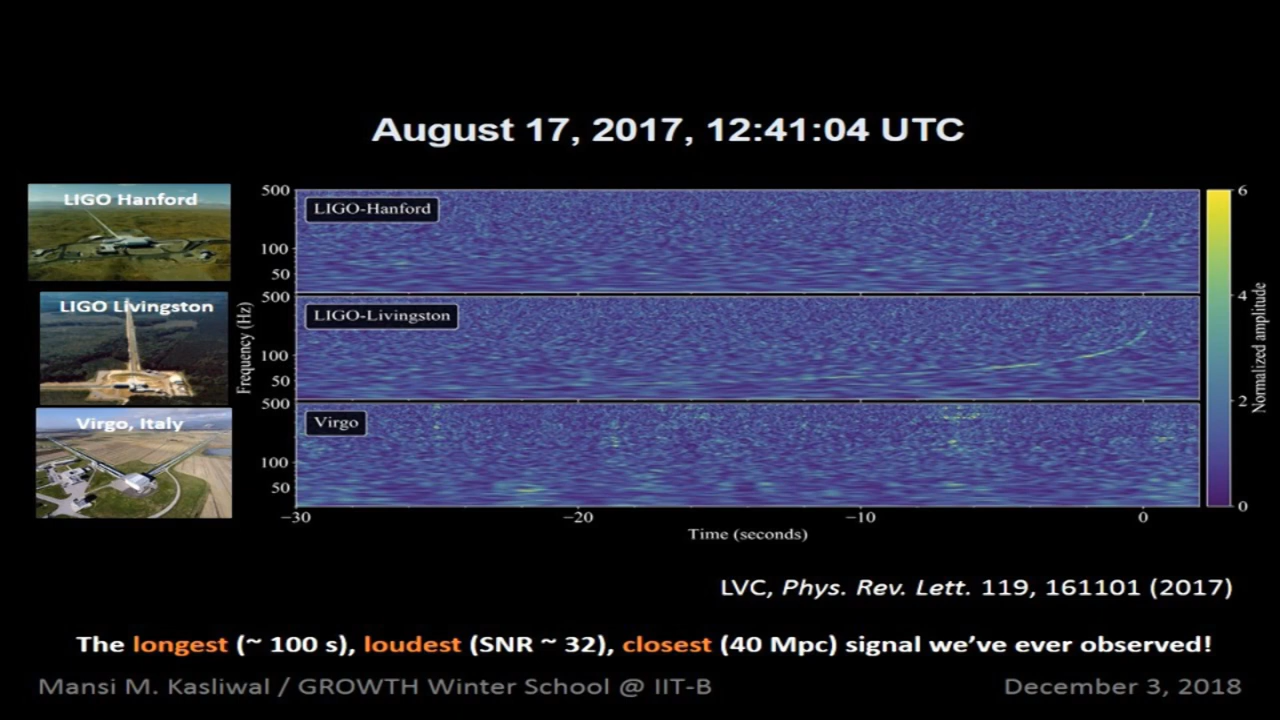 August 17, 2017, 12:41:04 UTC
LIGO Hanford
LIGO Livingston
Virgo, Italy
Frequency (Hz)
500
LIGO-Hanford
100
50
500
LIGO-Livingston
100
50
500
Virgo
100
50
−30
−20
−10
0
Time (seconds)
6
4
2
0
Normalized amplitude
LVC, Phys. Rev. Lett. 119, 161101 (2017)
The longest (~ 100 s), loudest (SNR ~ 32), closest (40 Mpc) signal we’ve ever observed!
Mansi M. Kasliwal / GROWTH Winter School @ IIT-B
December 3, 2018